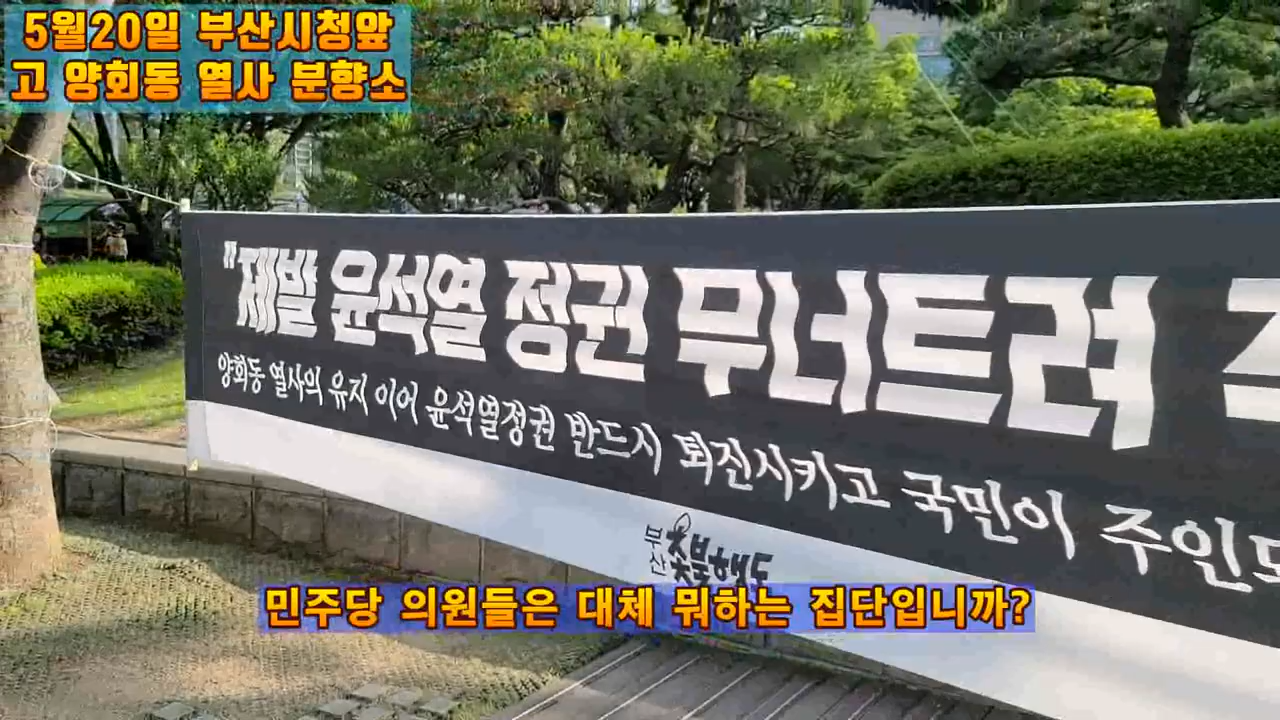 5월20일 부산시청앞
고 양회동 열사 분향소
"제발 윤석열 정권 무너트려
양회동 열사의 유지 이어 윤석열정권 반드시 퇴진시키고 국민이 주인
부산 촛불행동
민주당 의원들은 대체 뭐하는 집단입니까?